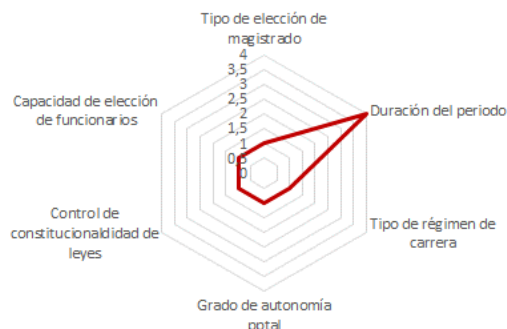 Tipo de elección de
magistrado
4
3,5
3
2,5
2
1,5
1
0,5
0
Duración del periodo
Tipo de régimen de
carrera
Grado de autonomía
pptal
Control de
constitucionaldidad de
leyes
Capacidad de elección
de funcionarios